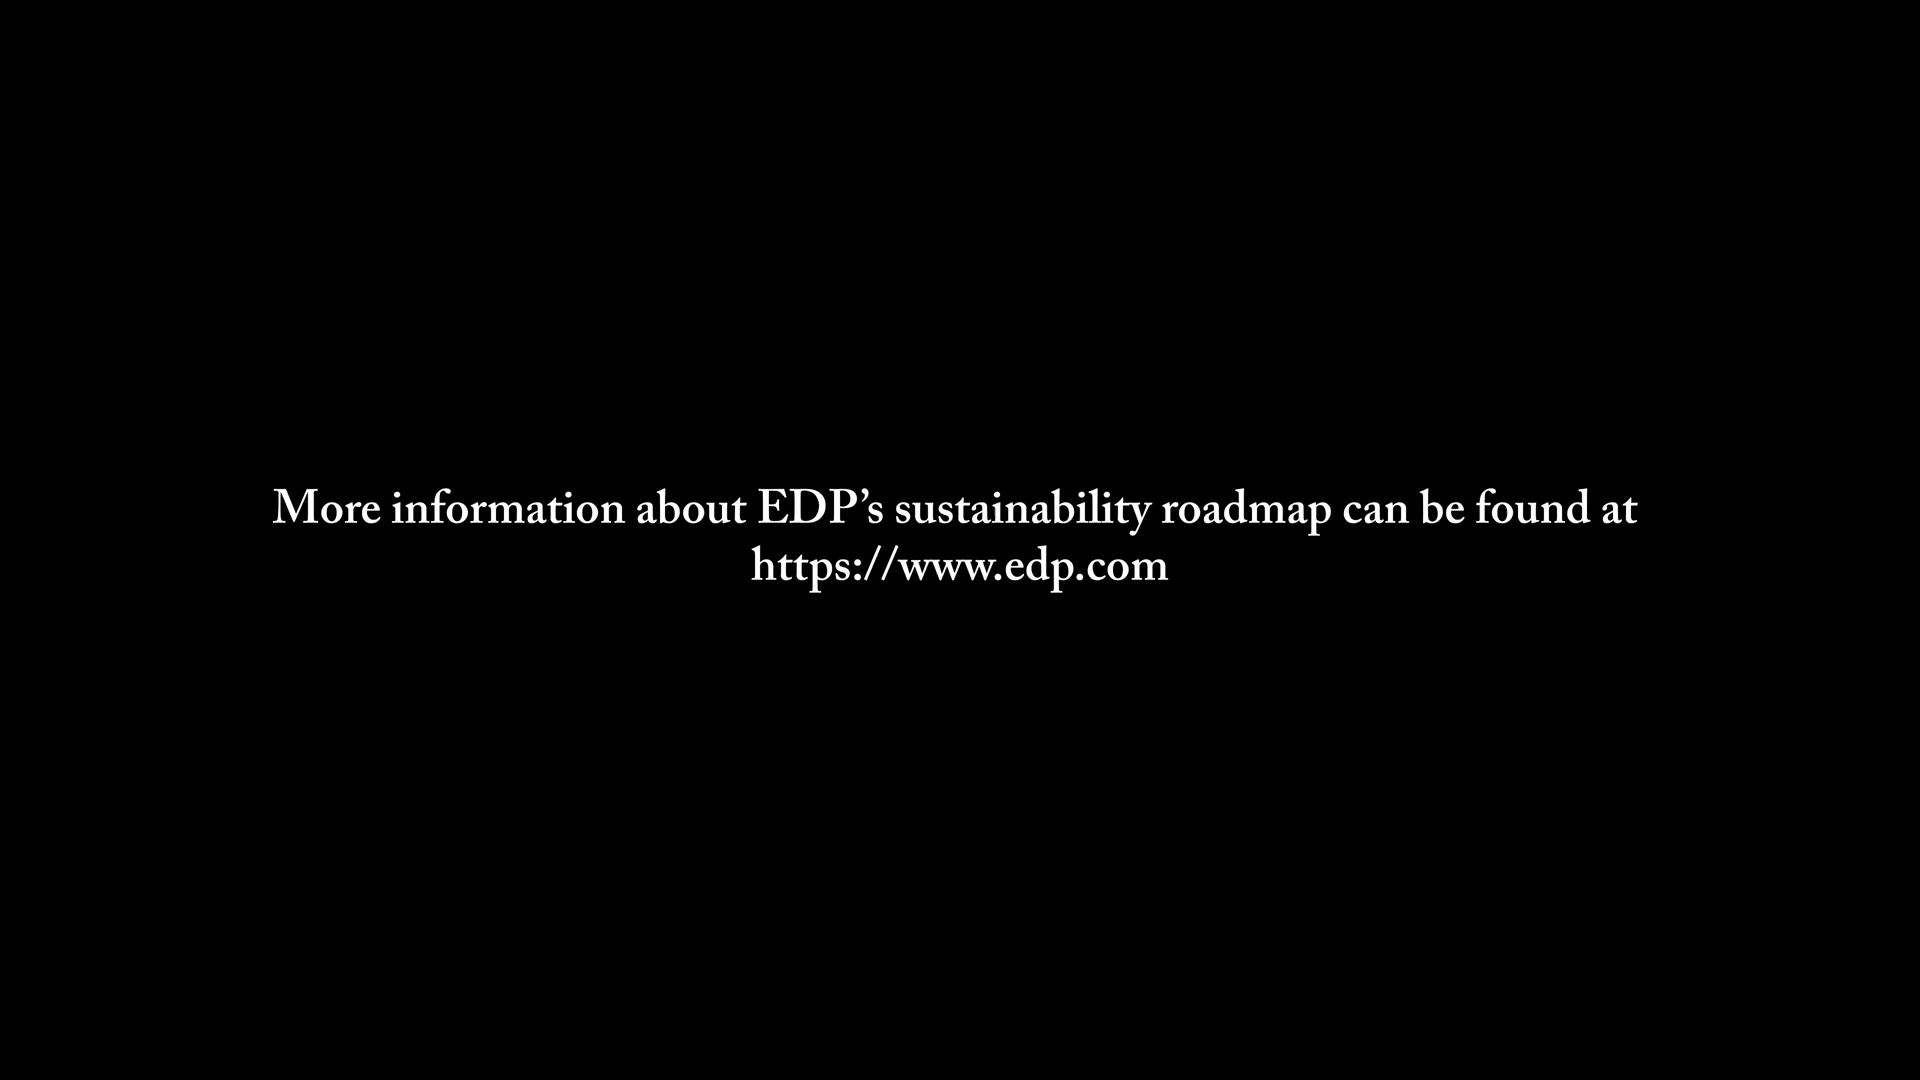 More information about EDP’s sustainability roadmap can be found at
https://www.edp.com